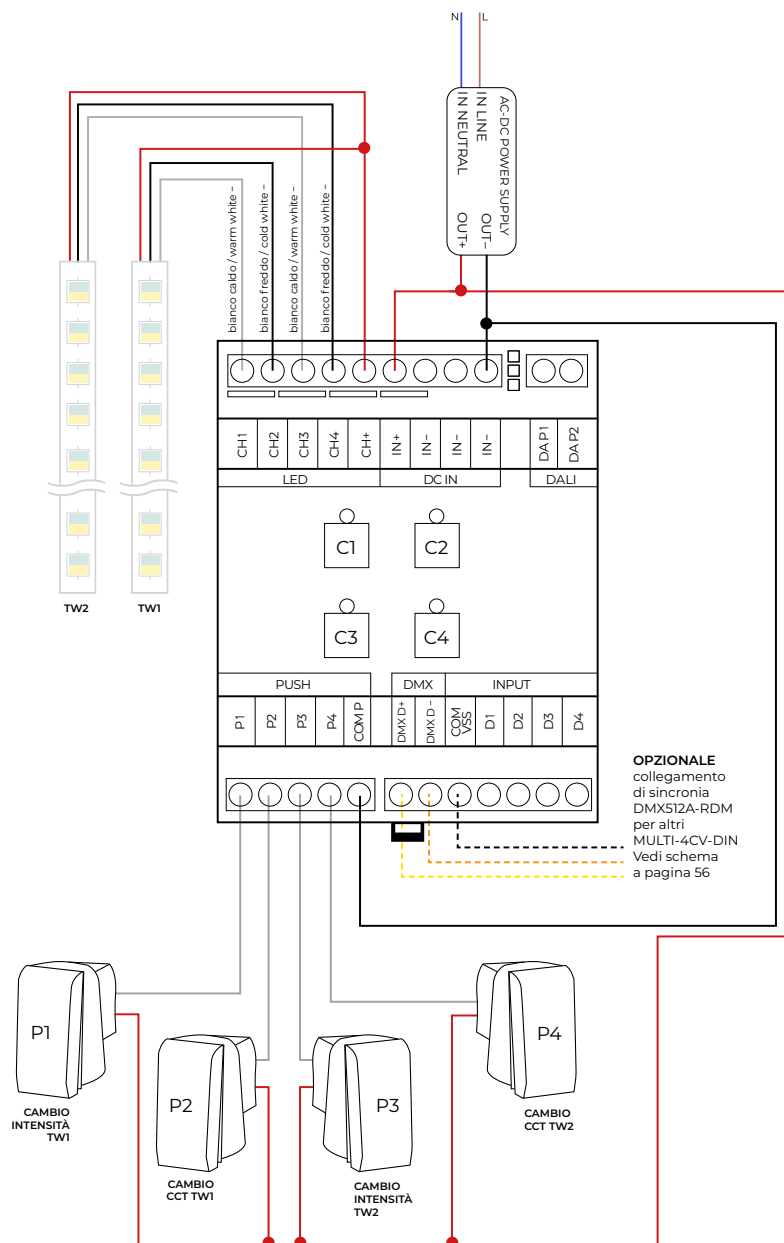 N L
IN NEUTRAL
IN LINE
AC-DC POWER SUPPLY
OUT+
OUT–
bianco caldo / warm white –
bianco freddo / cold white –
bianco caldo / warm white –
bianco freddo / cold white –
CH1 CH2 CH3 CH4 CH+ IN+ IN- IN- IN- DA P1 DA P2
LED DC IN DALI
C1 C2
C3 C4
TW2 TW1
PUSH DMX INPUT
P1 P2 P3 P4 COM P DMX D+ DMX D – COM VSS D1 D2 D3 D4
OPZIONALE
collegamento
di sincronia
DMX512A-RDM
per altri
MULTI-4CV-DIN
Vedi schema
a pagina 56
P1
CAMBIO
INTENSITÀ
TW1
P2
CAMBIO
CCT TW1
P3
CAMBIO
INTENSITÀ
TW2
P4
CAMBIO
CCT TW2